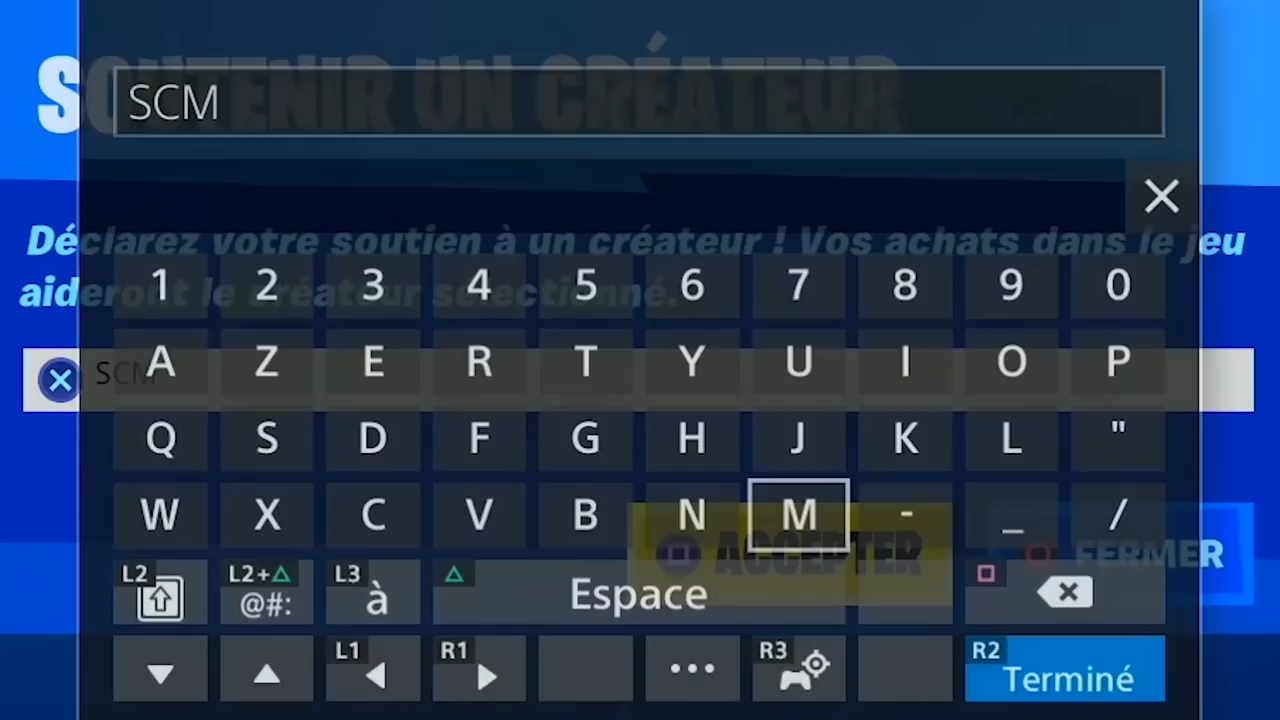 SOUTENIR UN CRÉATEUR
SCM
Déclarez votre soutien à un créateur ! Vos achats dans le jeu
aideront le créateur sélectionné.
1 2 3 4 5 6 7 8 9 0
SCM
A Z E R T Y U I O P
Q S D F G H J K L "
W X C V B N M - _ /
ACCEPTER FERMER
L2 L2+△ @#: L3 à △ Espace
L1 R1 ... R3 R2 Terminé